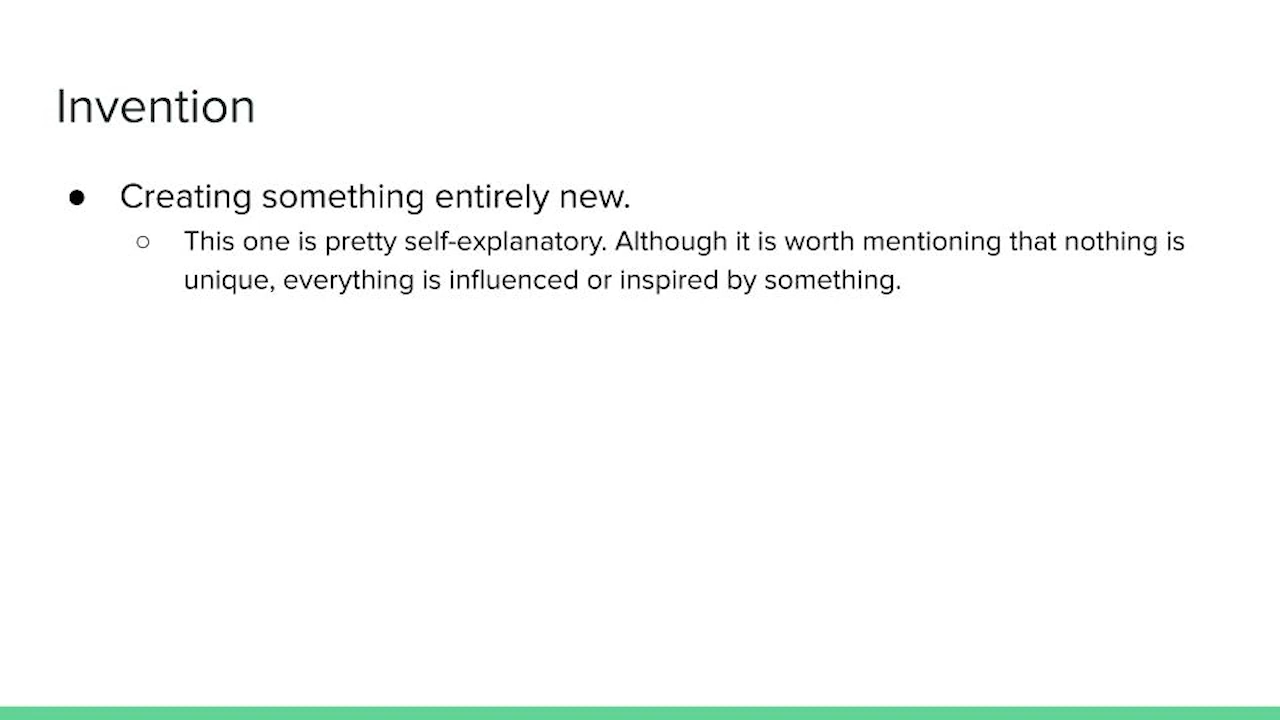 Invention
● Creating something entirely new.
○ This one is pretty self-explanatory. Although it is worth mentioning that nothing is
unique, everything is influenced or inspired by something.